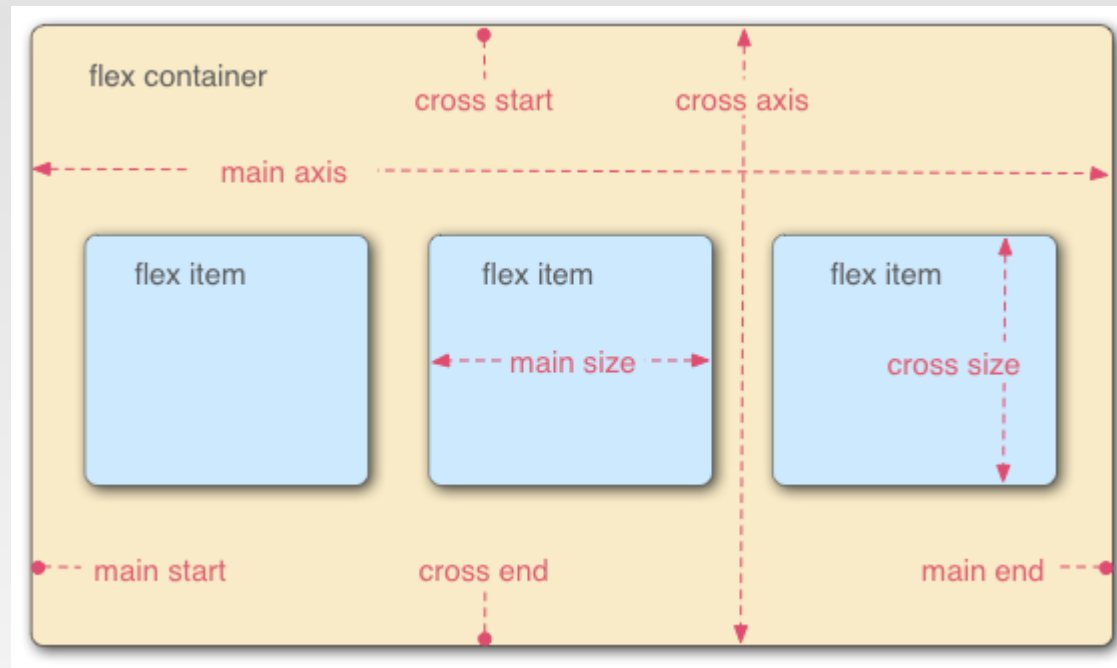 flex container
cross start
cross axis
main axis
flex item
flex item
flex item
main size
cross size
main start
cross end
main end